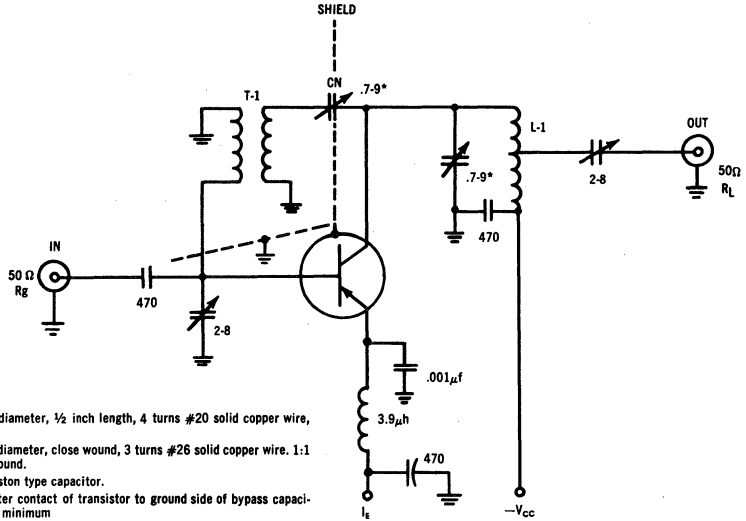 SHIELD
CN
.7-9*
T-1
L-1
OUT
.7-9*
2-8
50Ω
RL
470
IN
50 Ω
Rg
470
2-8
.001μf
3.9μh
470
IE
—VCC
diameter, ½ inch length, 4 turns #20 solid copper wire,
diameter, close wound, 3 turns #26 solid copper wire. 1:1
ound.
ston type capacitor.
ter contact of transistor to ground side of bypass capaci-
minimum